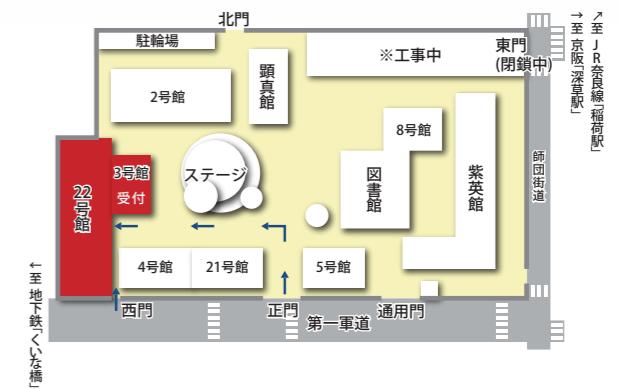 北門
駐輪場
※工事中
東門
(閉鎖中)
↗至 JR奈良線「稲荷駅」
→至 京阪「深草駅」
顕真館
2号館
8号館
師団街道
3号館
受付
ステージ
図書館
紫英館
22号館
4号館
21号館
5号館
←至 地下鉄「くいな橋」
西門
正門
第一軍道
通用門